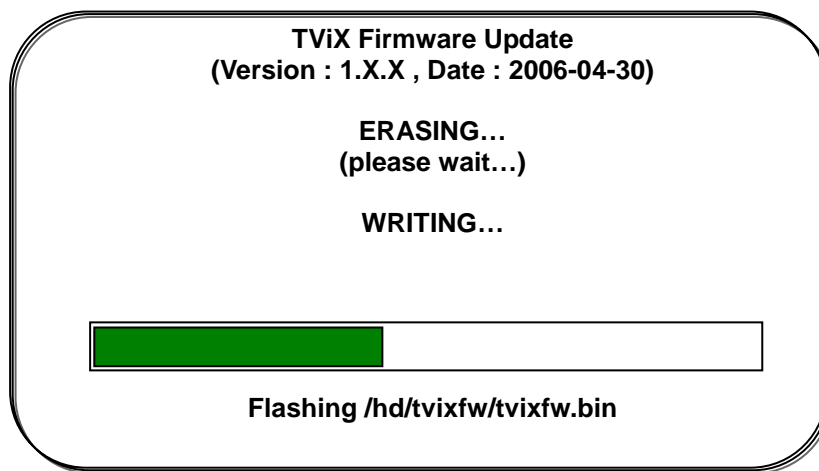 TViX Firmware Update
(Version : 1.X.X , Date : 2006-04-30)
ERASING…
(please wait…)
WRITING…
Flashing /hd/tvixfw/tvixfw.bin